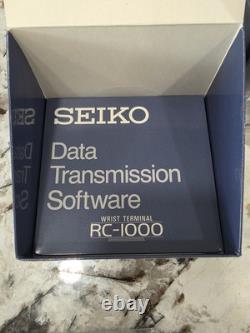 SEIKO
Data
Transmission
Software
WRIST TERMINAL
RC-1000